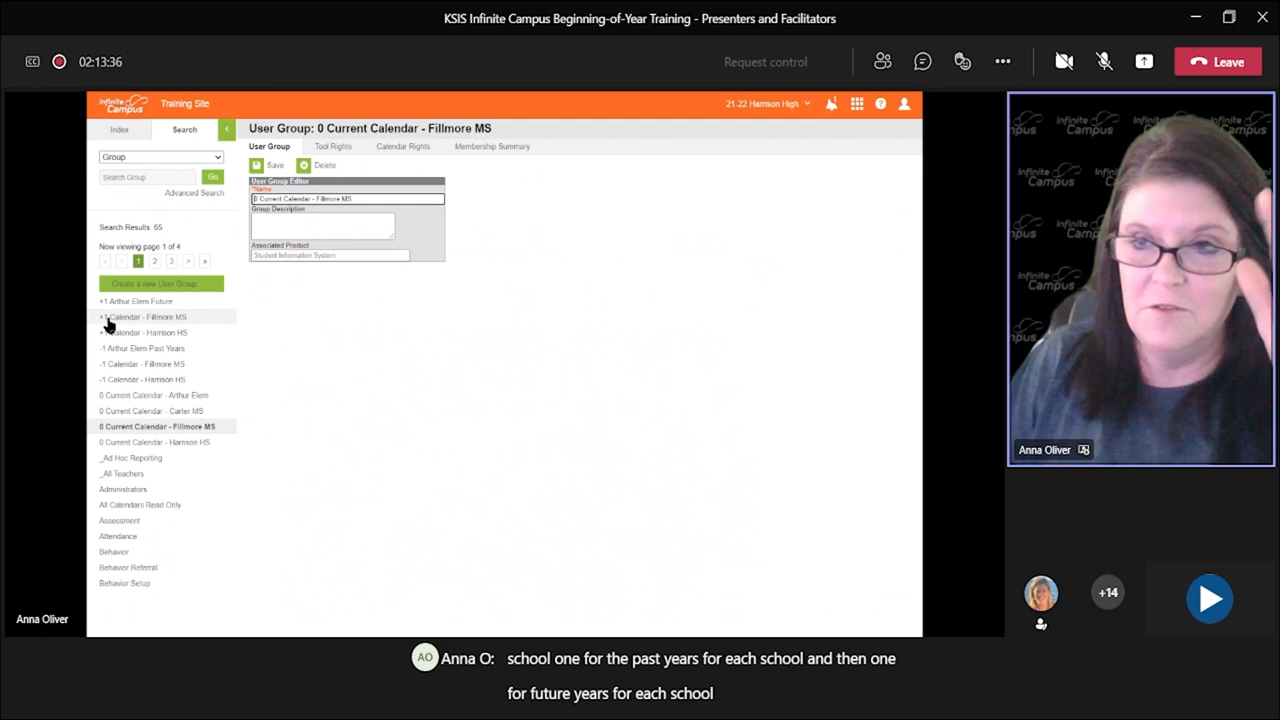 KSIS Infinite Campus Beginning-of-Year Training - Presenters and Facilitators
CC
02:13:36
Request control
Leave
Infinite Campus
Training Site
21-22 Harrison High
Index
Search
User Group: 0 Current Calendar - Fillmore MS
Group
User Group
Tool Rights
Calendar Rights
Membership Summary
Search Group
Go
Save
Delete
Advanced Search
User Group Editor
*Name
0 Current Calendar - Fillmore MS
Group Description
Associated Product
Student Information System
Search Results: 65
Now viewing page 1 of 4
1 2 3 >
Create a new User Group
+1 Arthur Elem Future
+1 Calendar - Fillmore MS
+1 Calendar - Harrison HS
-1 Arthur Elem Past Years
-1 Calendar - Fillmore MS
-1 Calendar - Harrison HS
0 Current Calendar - Arthur Elem
0 Current Calendar - Carter MS
0 Current Calendar - Fillmore MS
0 Current Calendar - Harrison HS
_Ad Hoc Reporting
_All Teachers
Administrators
All Calendars Read Only
Assessment
Attendance
Behavior
Behavior Referral
Behavior Setup
Infinite Campus
Anna Oliver
+14
Anna Oliver
AO Anna O: school one for the past years for each school and then one
for future years for each school